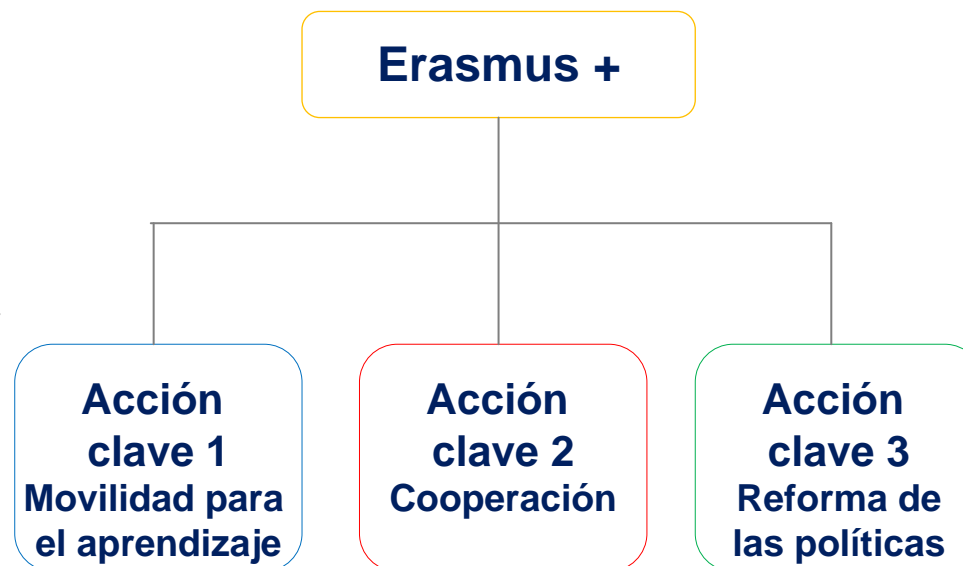 Erasmus +
Acción
clave 1
Movilidad para
el aprendizaje
Acción
clave 2
Cooperación
Acción
clave 3
Reforma de
las políticas